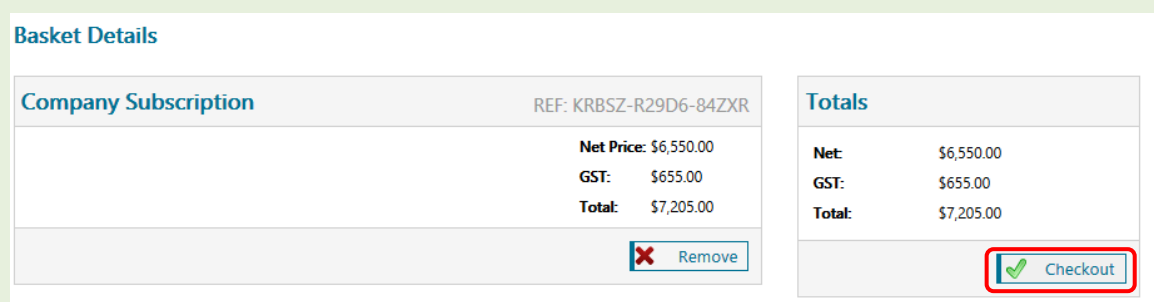 Basket Details
Company Subscription REF: KRBSZ-R29D6-84ZXR
Net Price: $6,550.00
GST: $655.00
Total: $7,205.00
Remove
Totals
Net: $6,550.00
GST: $655.00
Total: $7,205.00
Checkout